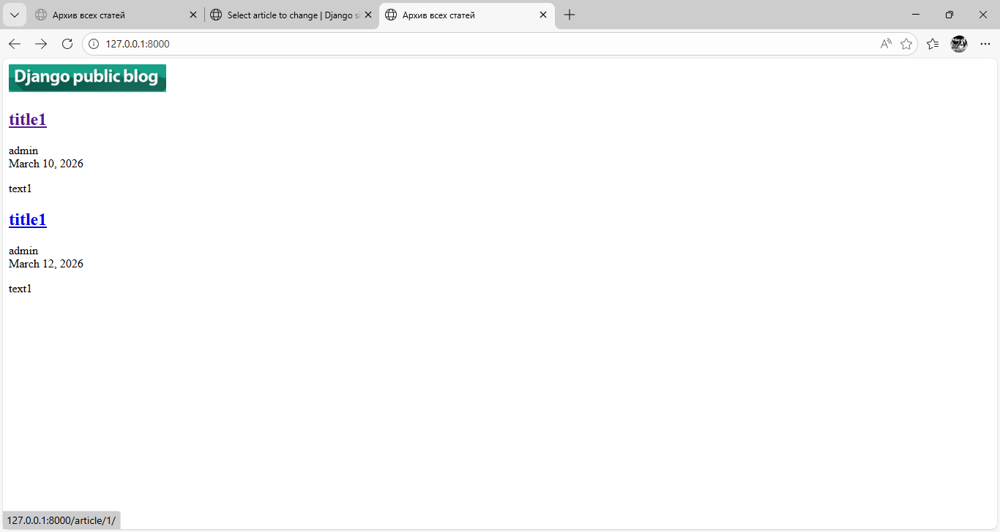 Архив всех статей
Select article to change | Django si
Архив всех статей
127.0.0.1:8000
Django public blog
title1
admin
March 10, 2026
text1
title1
admin
March 12, 2026
text1
127.0.0.1:8000/article/1/